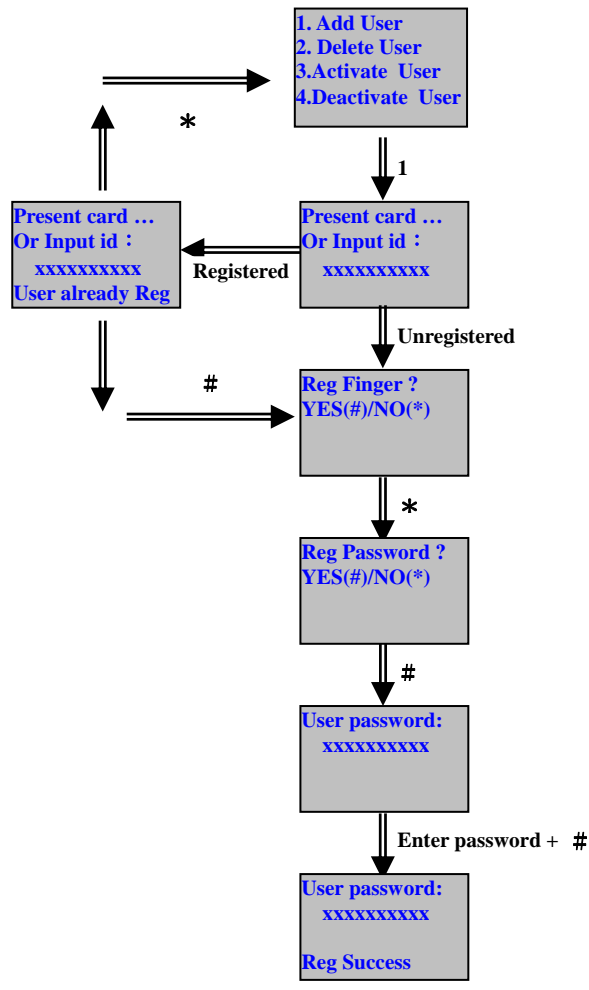 1. Add User
2. Delete User
3.Activate User
4.Deactivate User
*
1
Present card …
Or Input id：
xxxxxxxxxx
User already Reg
Registered
Present card …
Or Input id：
xxxxxxxxxx
Unregistered
#
Reg Finger ?
YES(#)/NO(*)
*
Reg Password ?
YES(#)/NO(*)
#
User password:
xxxxxxxxxx
Enter password + #
User password:
xxxxxxxxxx
Reg Success